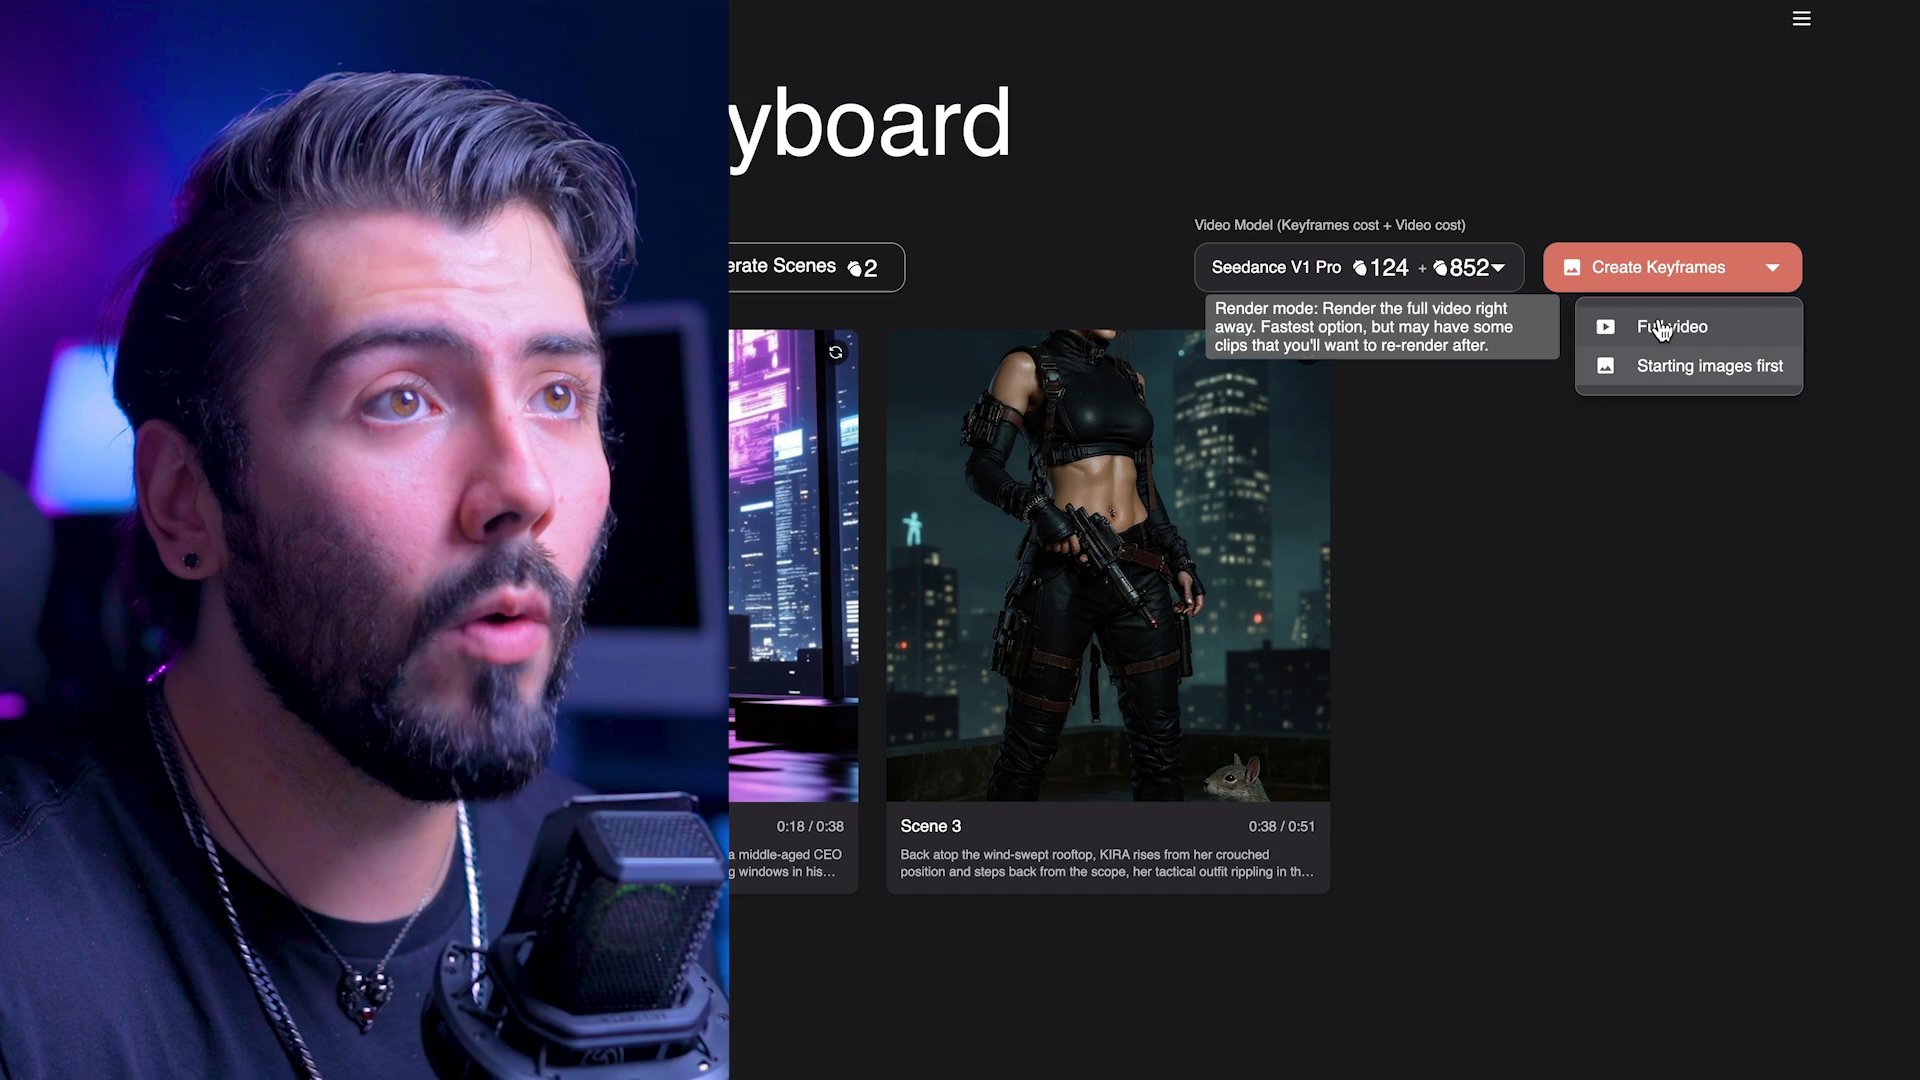 yboard
Video Model (Keyframes cost + Video cost)
erate Scenes 2
Seedance V1 Pro 124 + 852
Create Keyframes
Render mode: Render the full video right
away. Fastest option, but may have some
clips that you'll want to re-render after.
Full video
Starting images first
0:18 / 0:38
a middle-aged CEO
g windows in his...
Scene 3
0:38 / 0:51
Back atop the wind-swept rooftop, KIRA rises from her crouched
position and steps back from the scope, her tactical outfit rippling in th...